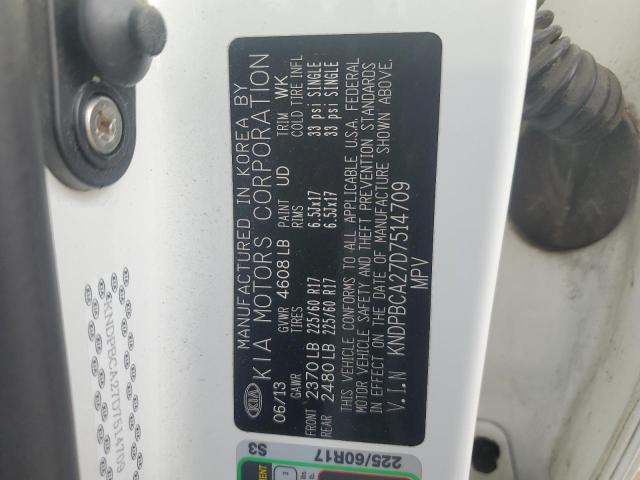 MANUFACTURED IN KOREA BY
KIA KIA MOTORS CORPORATION
06/13 GVWR 4608 LB PAINT UD TRIM WK
GAWR TIRES RIMS COLD TIRE INFL
FRONT 2370 LB 225/60 R17 6.5Jx17 33 psi SINGLE
REAR 2480 LB 225/60 R17 6.5Jx17 33 psi SINGLE
THIS VEHICLE CONFORMS TO ALL APPLICABLE U.S.A. FEDERAL
MOTOR VEHICLE SAFETY AND THEFT PREVENTION STANDARDS
IN EFFECT ON THE DATE OF MANUFACTURE SHOWN ABOVE.
V.I.N KNDPBCA27D7514709
MPV
S3
225/60R17
KNDPBCA27D7514709